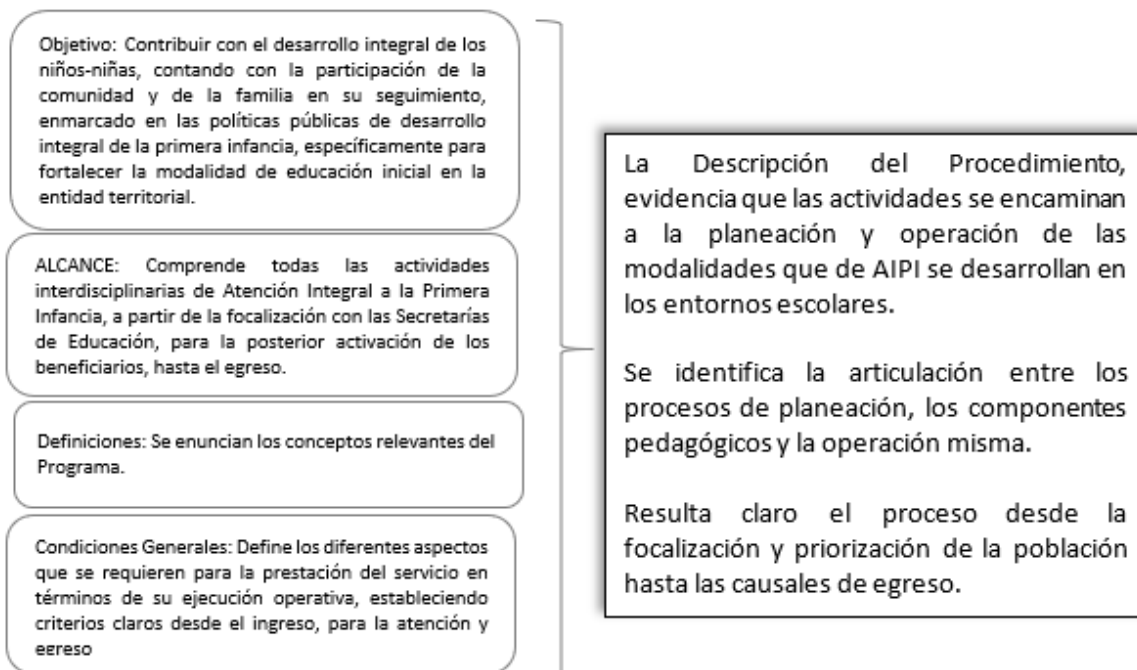 Objetivo: Contribuir con el desarrollo integral de los
niños-niñas, contando con la participación de la
comunidad y de la familia en su seguimiento,
enmarcado en las políticas públicas de desarrollo
integral de la primera infancia, específicamente para
fortalecer la modalidad de educación inicial en la
entidad territorial.
ALCANCE: Comprende todas las actividades
interdisciplinarias de Atención Integral a la Primera
Infancia, a partir de la focalización con las Secretarías
de Educación, para la posterior activación de los
beneficiarios, hasta el egreso.
Definiciones: Se enuncian los conceptos relevantes del
Programa.
Condiciones Generales: Define los diferentes aspectos
que se requieren para la prestación del servicio en
términos de su ejecución operativa, estableciendo
criterios claros desde el ingreso, para la atención y
egreso
La Descripción del Procedimiento,
evidencia que las actividades se encaminan
a la planeación y operación de las
modalidades que de AIPI se desarrollan en
los entornos escolares.
Se identifica la articulación entre los
procesos de planeación, los componentes
pedagógicos y la operación misma.
Resulta claro el proceso desde la
focalización y priorización de la población
hasta las causales de egreso.